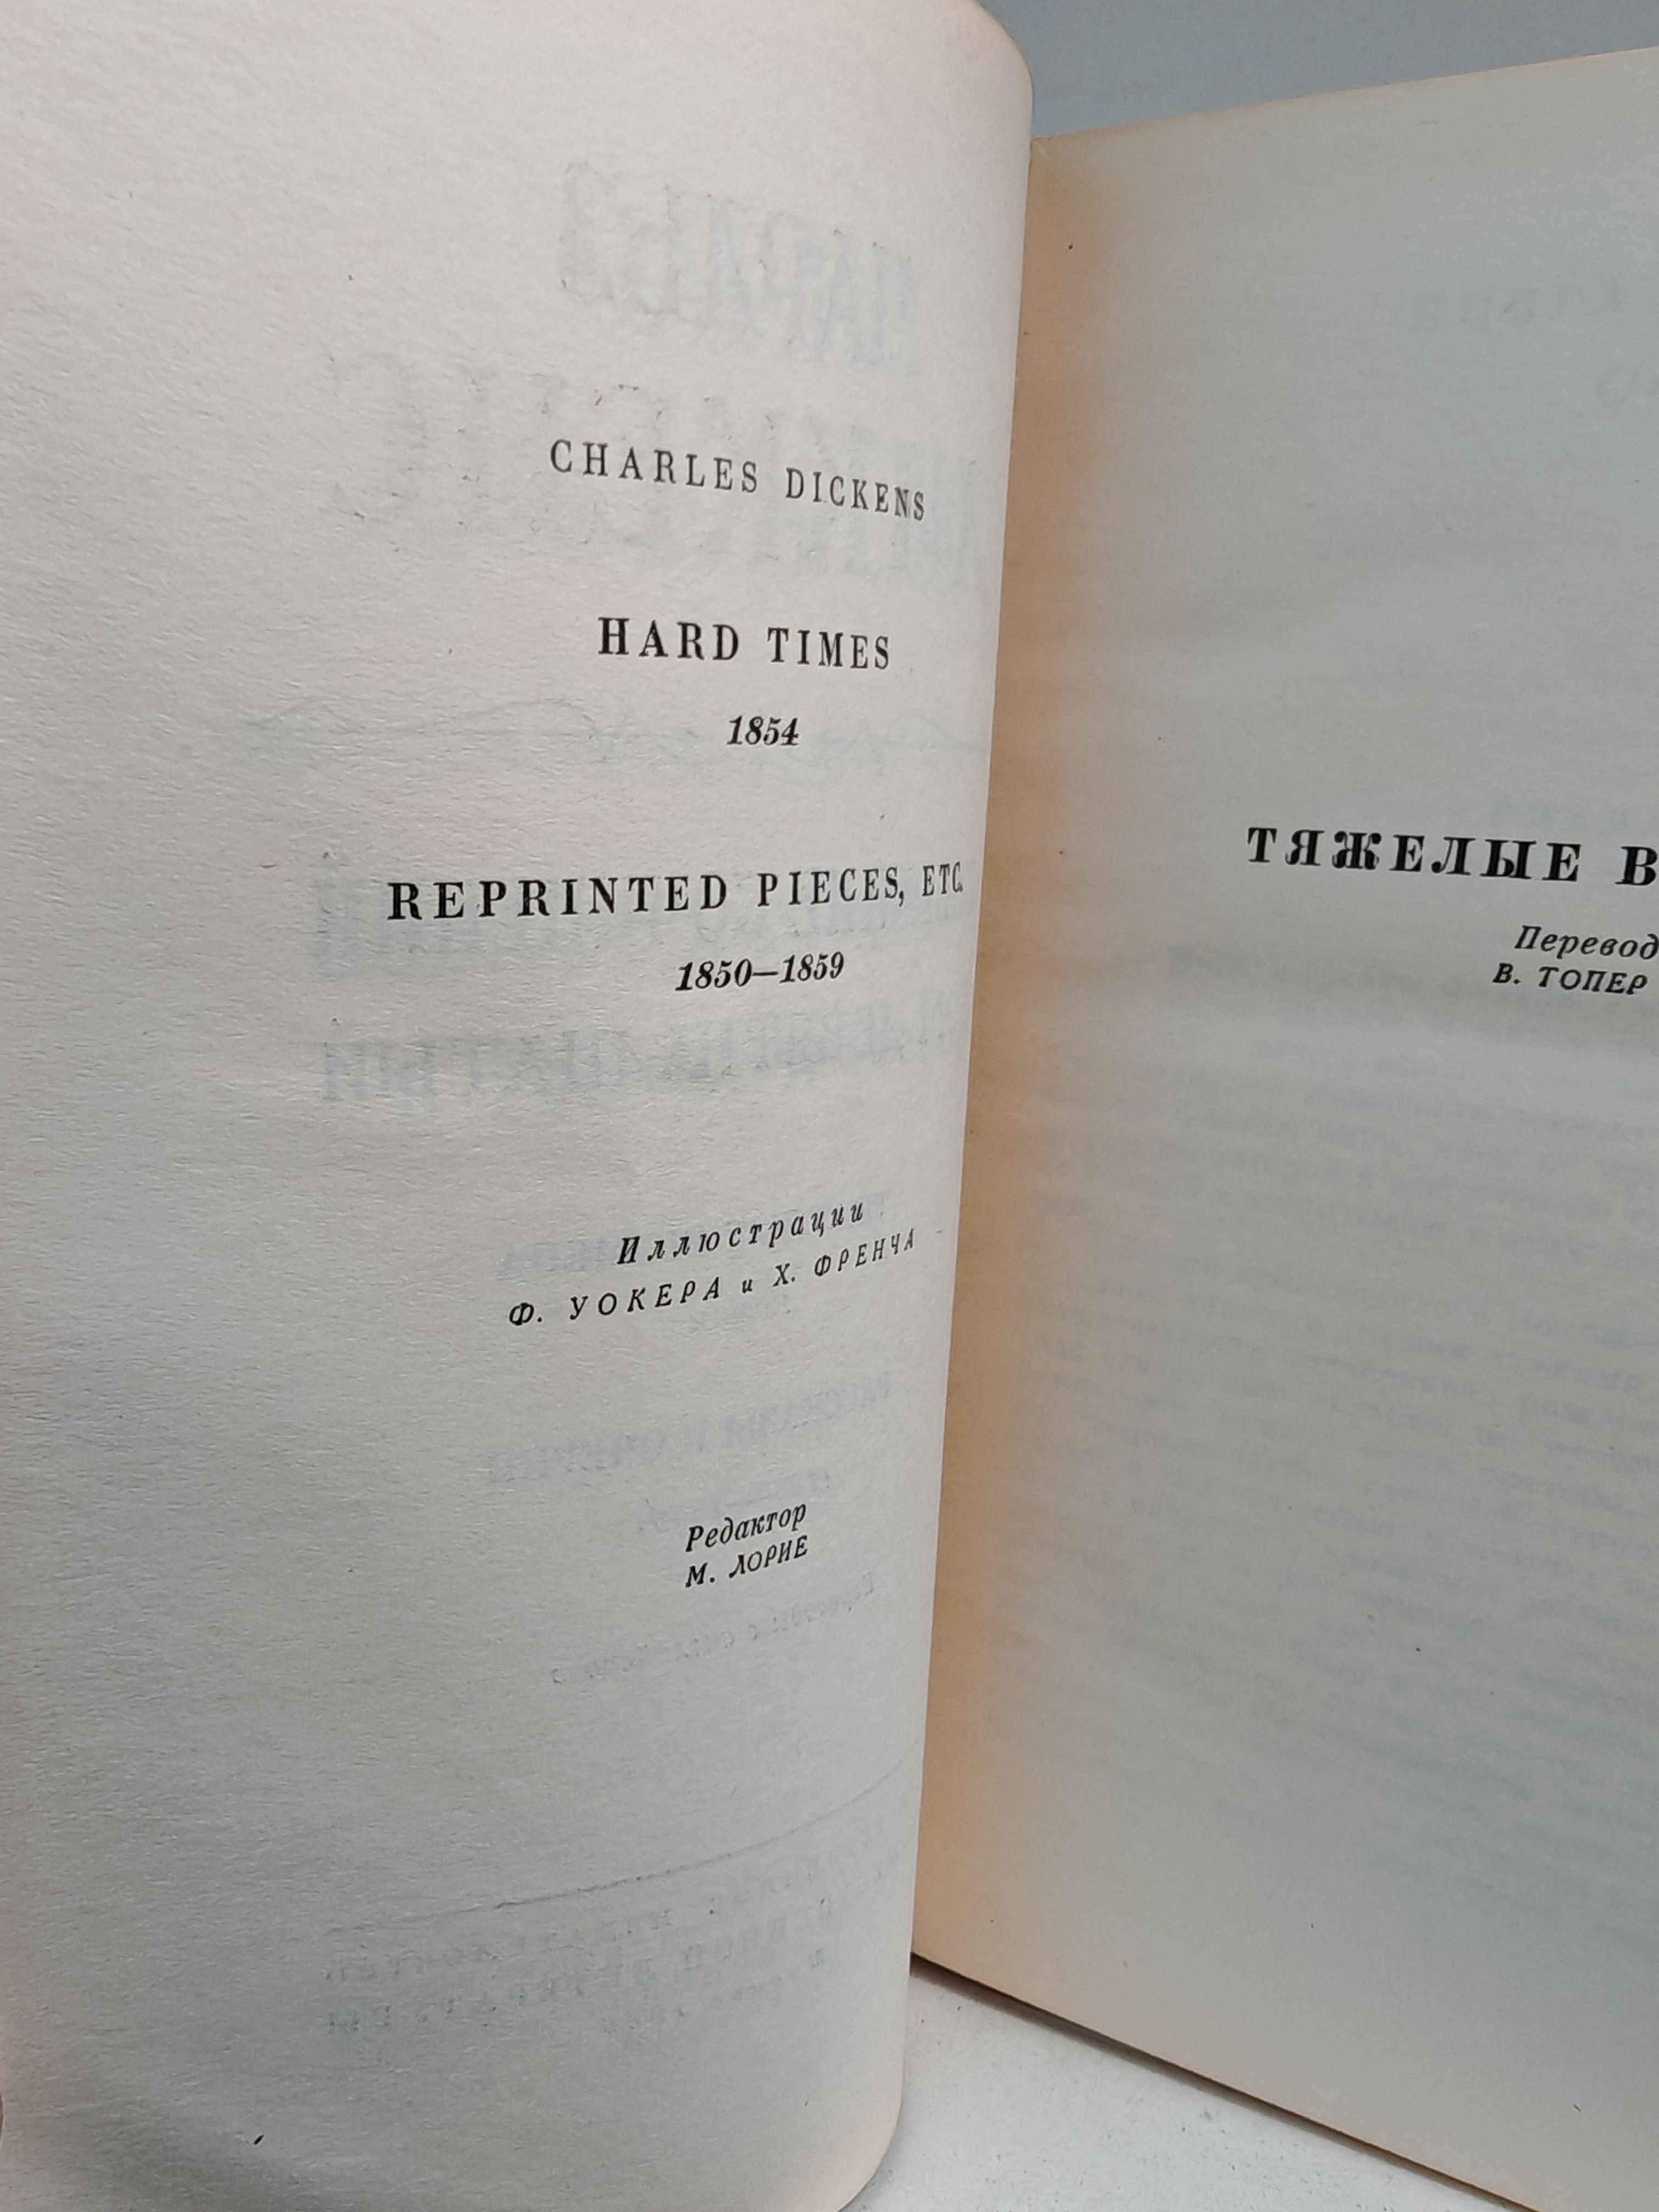 CHARLES DICKENS
HARD TIMES
1854
REPRINTED PIECES, ETC.
1850—1859
Иллюстрации
Ф. УОКЕРА и Х. ФРЕНЧА
Редактор
М. ЛОРИЕ
ТЯЖЕЛЫЕ В
Перевод
В. ТОПЕР